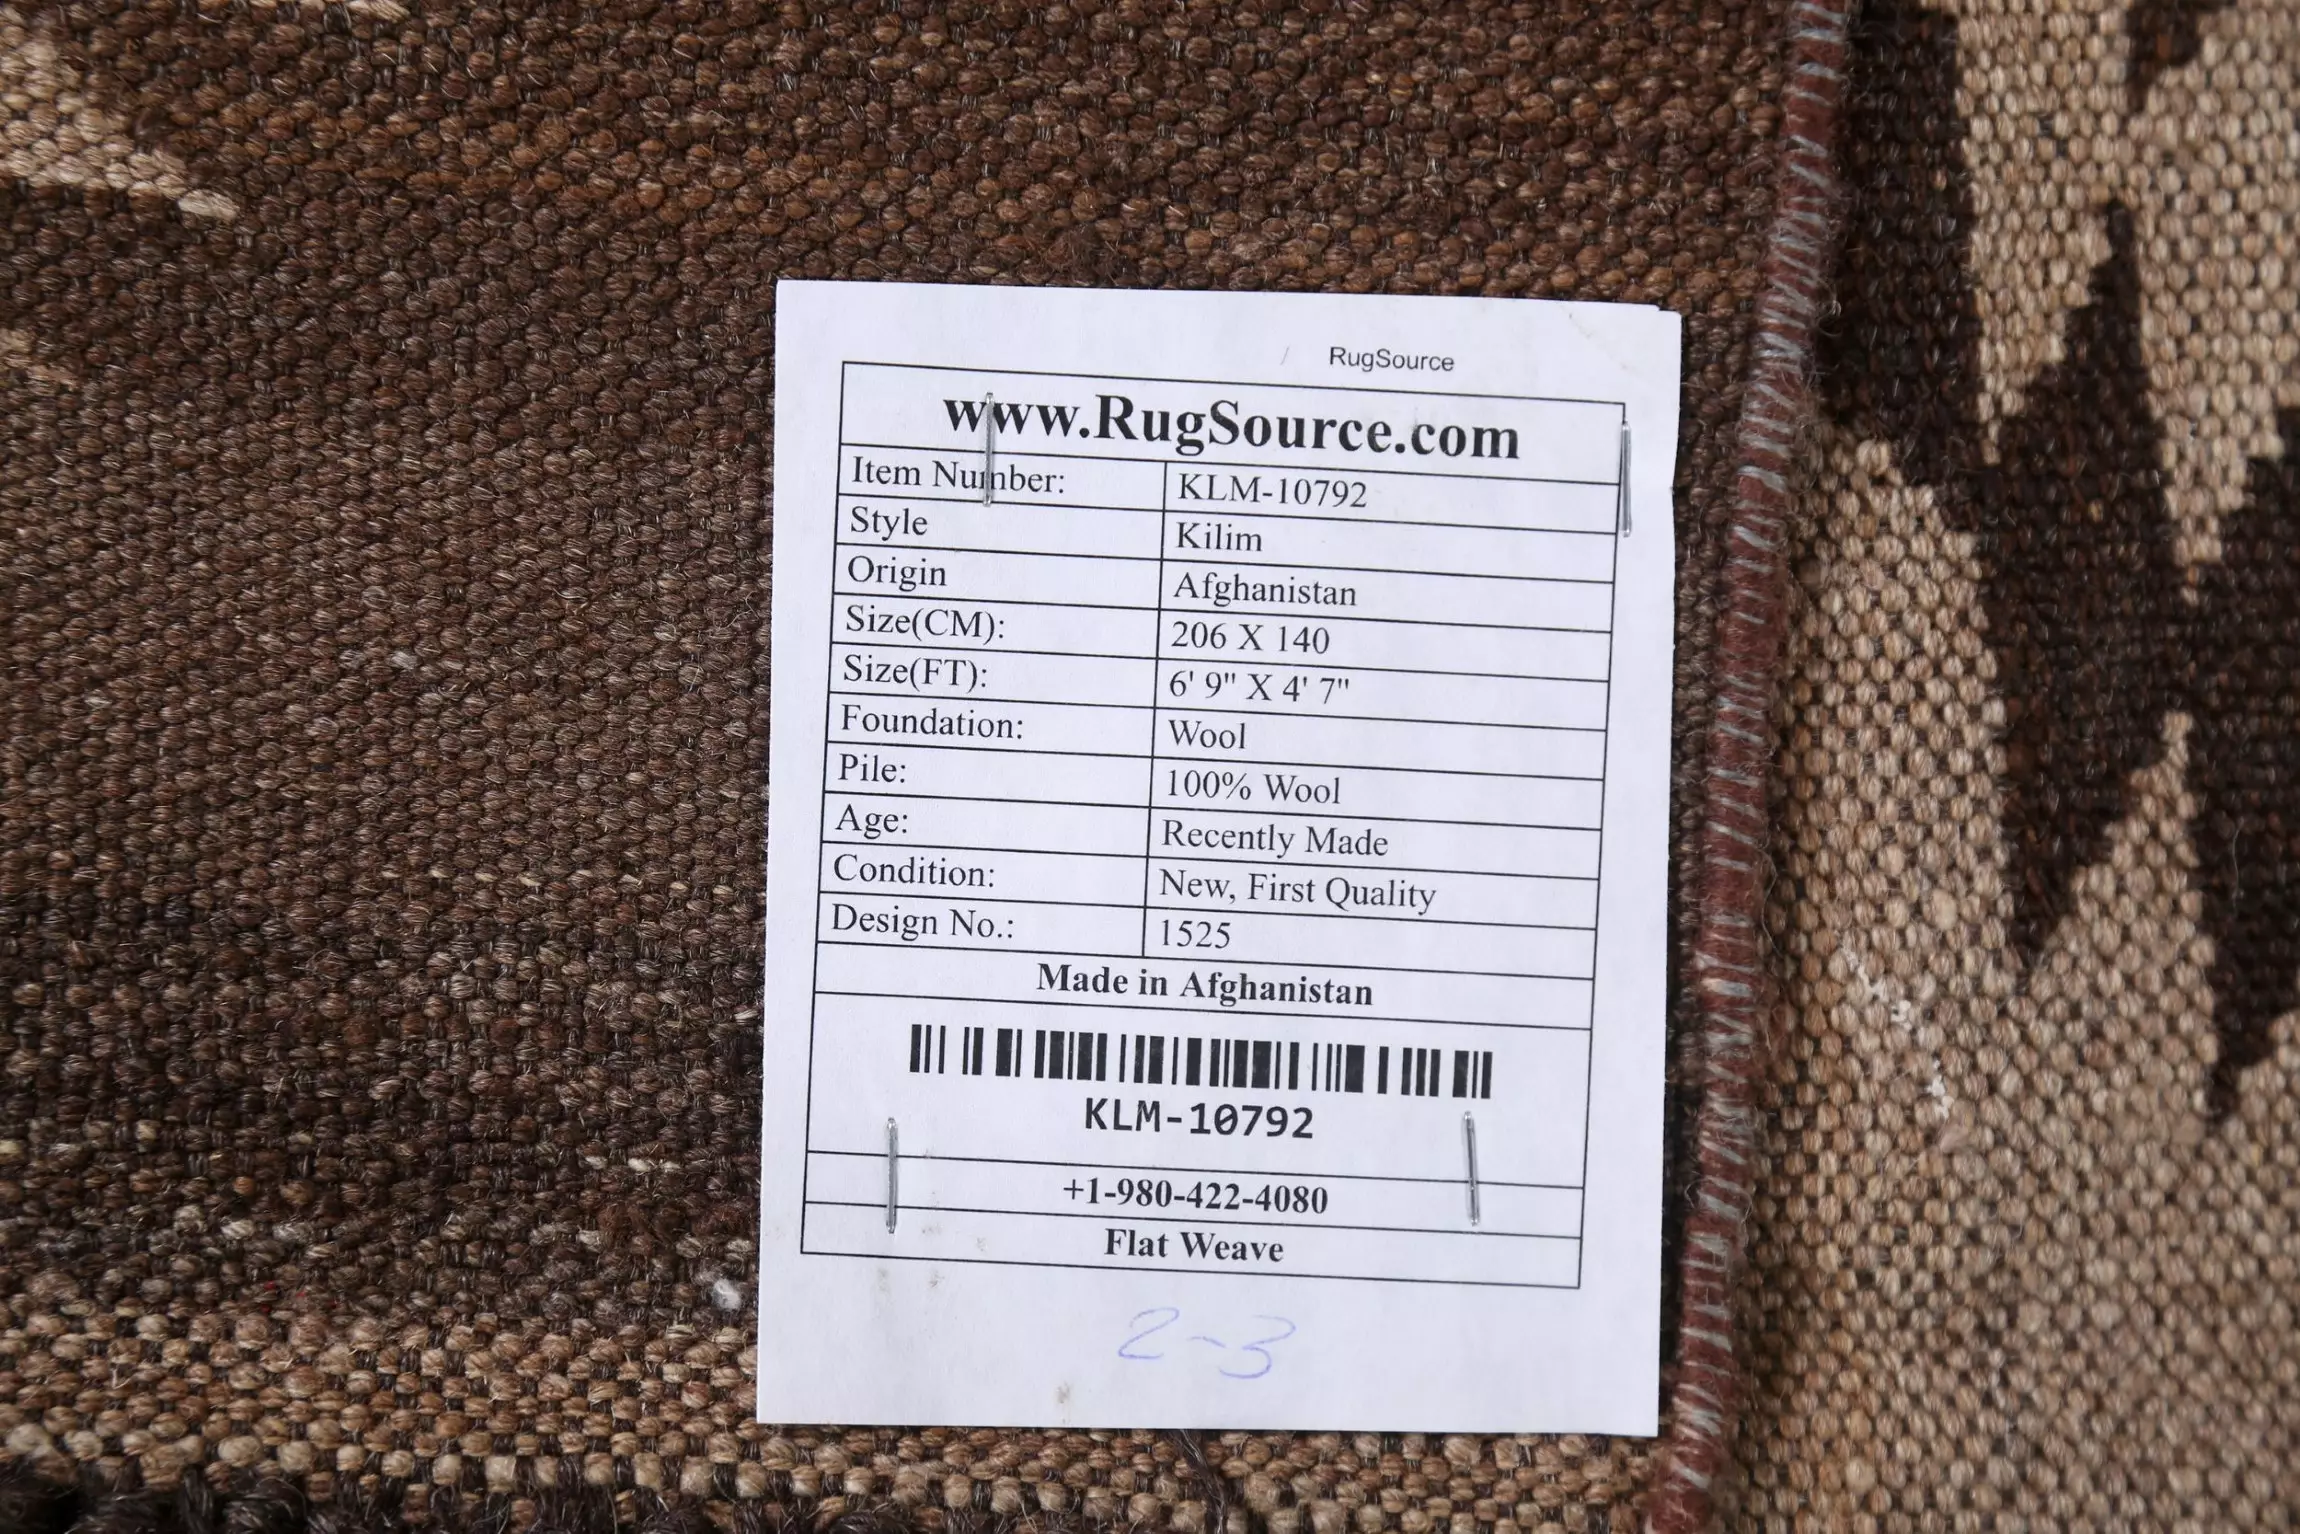 RugSource
www.RugSource.com
Item Number: KLM-10792
Style Kilim
Origin Afghanistan
Size(CM): 206 X 140
Size(FT): 6' 9" X 4' 7"
Foundation: Wool
Pile: 100% Wool
Age: Recently Made
Condition: New, First Quality
Design No.: 1525
Made in Afghanistan
KLM-10792
+1-980-422-4080
Flat Weave
2-3